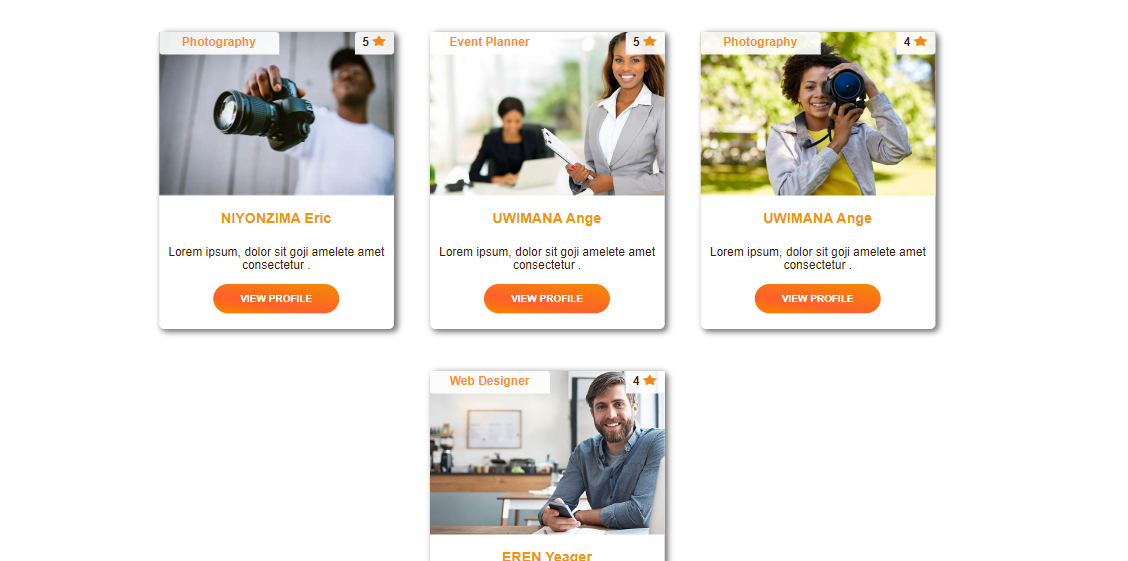 Photography 5
Event Planner 5
Photography 4
NIYONZIMA Eric
Lorem ipsum, dolor sit goji amelete amet
consectetur .
VIEW PROFILE
UWIMANA Ange
Lorem ipsum, dolor sit goji amelete amet
consectetur .
VIEW PROFILE
UWIMANA Ange
Lorem ipsum, dolor sit goji amelete amet
consectetur .
VIEW PROFILE
Web Designer 4
EREN Yeager